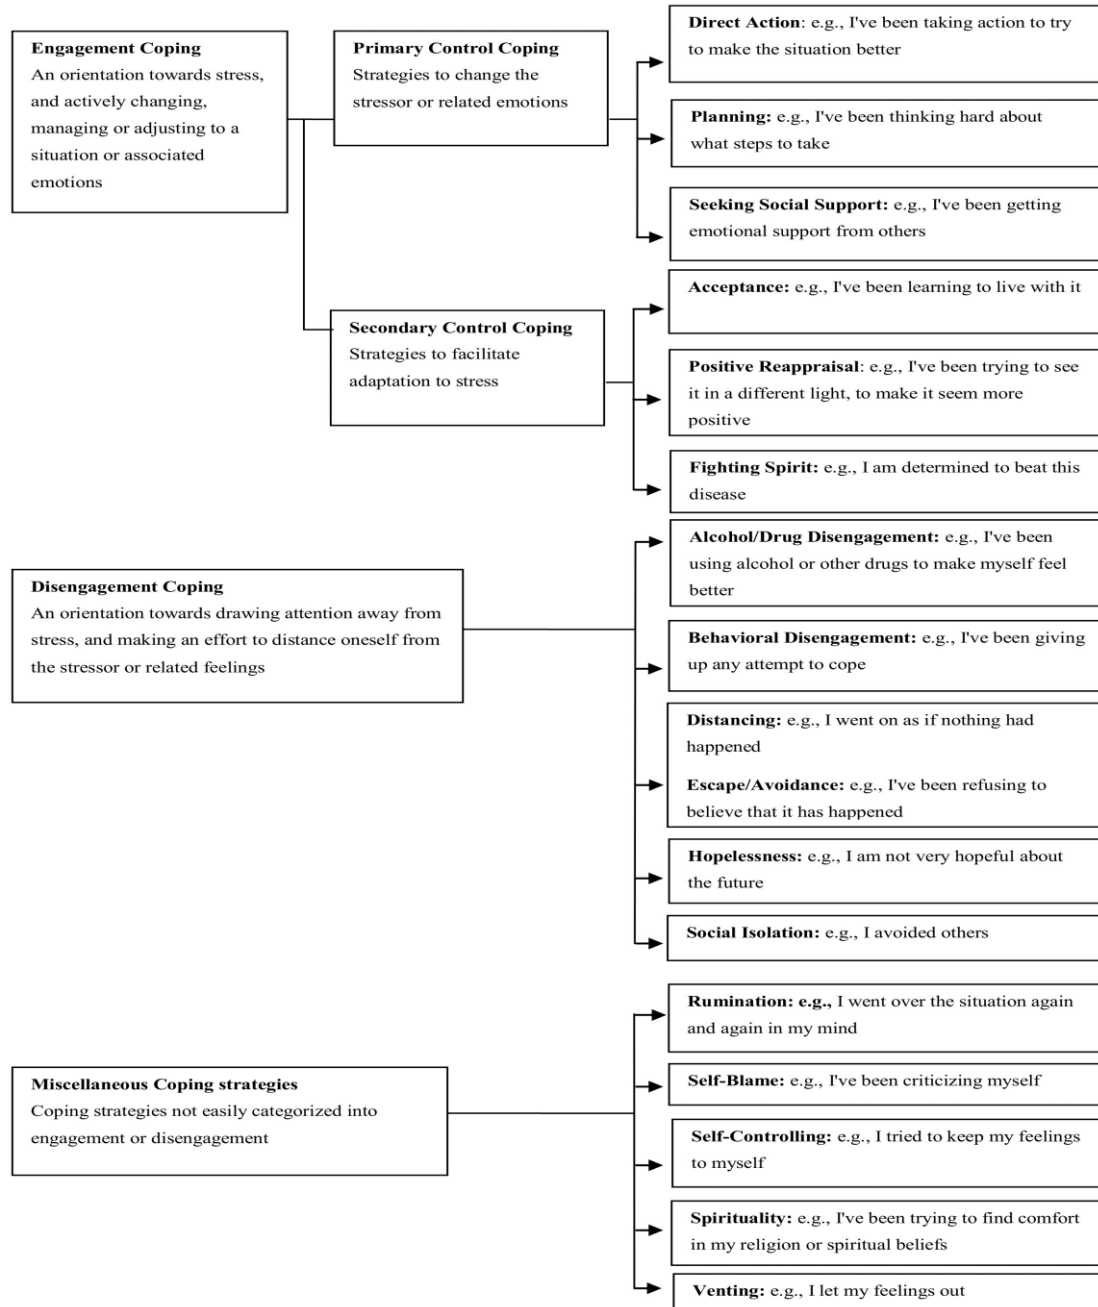 Engagement Coping
An orientation towards stress,
and actively changing,
managing or adjusting to a
situation or associated
emotions
Primary Control Coping
Strategies to change the
stressor or related emotions
Direct Action: e.g., I've been taking action to try
to make the situation better
Planning: e.g., I've been thinking hard about
what steps to take
Seeking Social Support: e.g., I've been getting
emotional support from others
Secondary Control Coping
Strategies to facilitate
adaptation to stress
Acceptance: e.g., I've been learning to live with it
Positive Reappraisal: e.g., I've been trying to see
it in a different light, to make it seem more
positive
Fighting Spirit: e.g., I am determined to beat this
disease
Disengagement Coping
An orientation towards drawing attention away from
stress, and making an effort to distance oneself from
the stressor or related feelings
Alcohol/Drug Disengagement: e.g., I've been
using alcohol or other drugs to make myself feel
better
Behavioral Disengagement: e.g., I've been giving
up any attempt to cope
Distancing: e.g., I went on as if nothing had
happened
Escape/Avoidance: e.g., I've been refusing to
believe that it has happened
Hopelessness: e.g., I am not very hopeful about
the future
Social Isolation: e.g., I avoided others
Miscellaneous Coping strategies
Coping strategies not easily categorized into
engagement or disengagement
Rumination: e.g., I went over the situation again
and again in my mind
Self-Blame: e.g., I've been criticizing myself
Self-Controlling: e.g., I tried to keep my feelings
to myself
Spirituality: e.g., I've been trying to find comfort
in my religion or spiritual beliefs
Venting: e.g., I let my feelings out